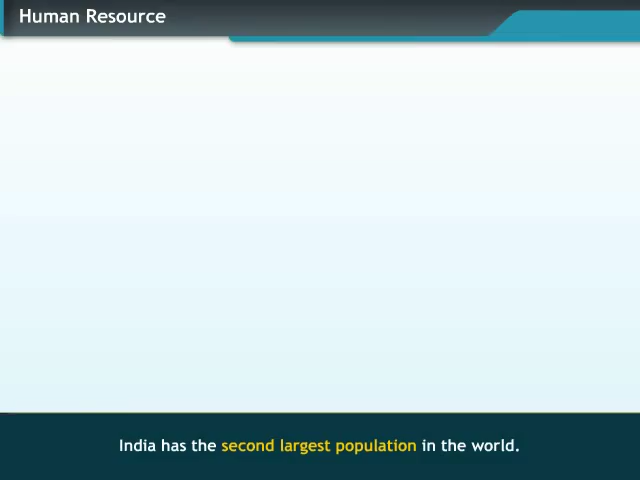 Human Resource
India has the second largest population in the world.